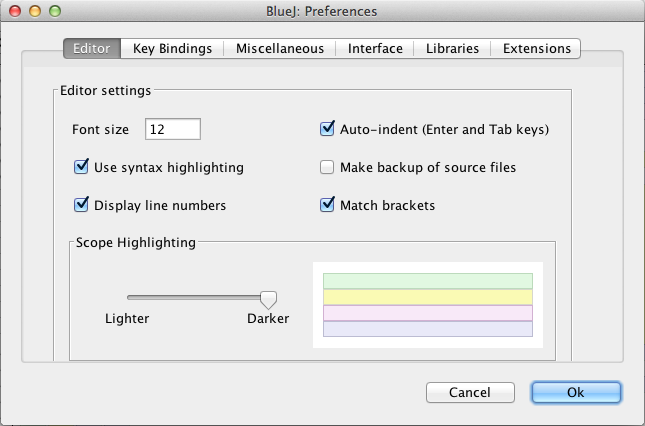 BlueJ: Preferences
Editor Key Bindings Miscellaneous Interface Libraries Extensions
Editor settings
Font size 12 Auto-indent (Enter and Tab keys)
Use syntax highlighting Make backup of source files
Display line numbers Match brackets
Scope Highlighting
Lighter Darker
Cancel Ok